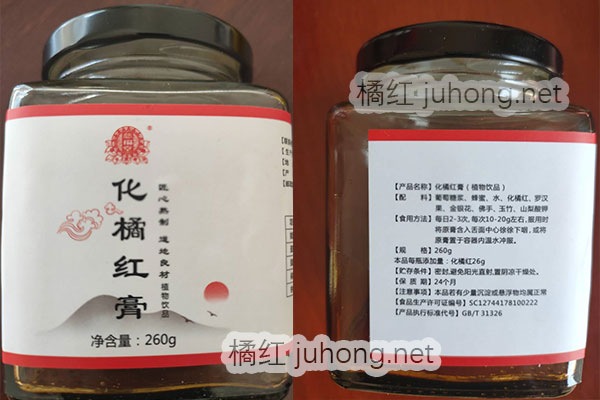 化橘红膏
匠心熬制 道地良材
植物饮品
净含量：260g
橘红 juhong.net
【产品名称】化橘红膏（植物饮品）
【配 料】葡萄糖浆、蜂蜜、水、化橘红、罗汉
果、金银花、佛手、玉竹、山梨酸钾
【食用方法】每日2-3次，每次10-20g左右，服用时
将原膏含入舌面中心徐徐下咽，或将
原膏置于容器内温水冲服。
【规 格】260g
本品每瓶添加量：化橘红26g
【贮存条件】密封，避免阳光直射，置阴凉干燥处。
【保 质 期】24个月
【注意事项】本品若有少量沉淀或悬浮物均属正常
【食品生产许可证编号】SC12744178100222
【产品执行标准代号】GB/T 31326
橘红 juhong.net